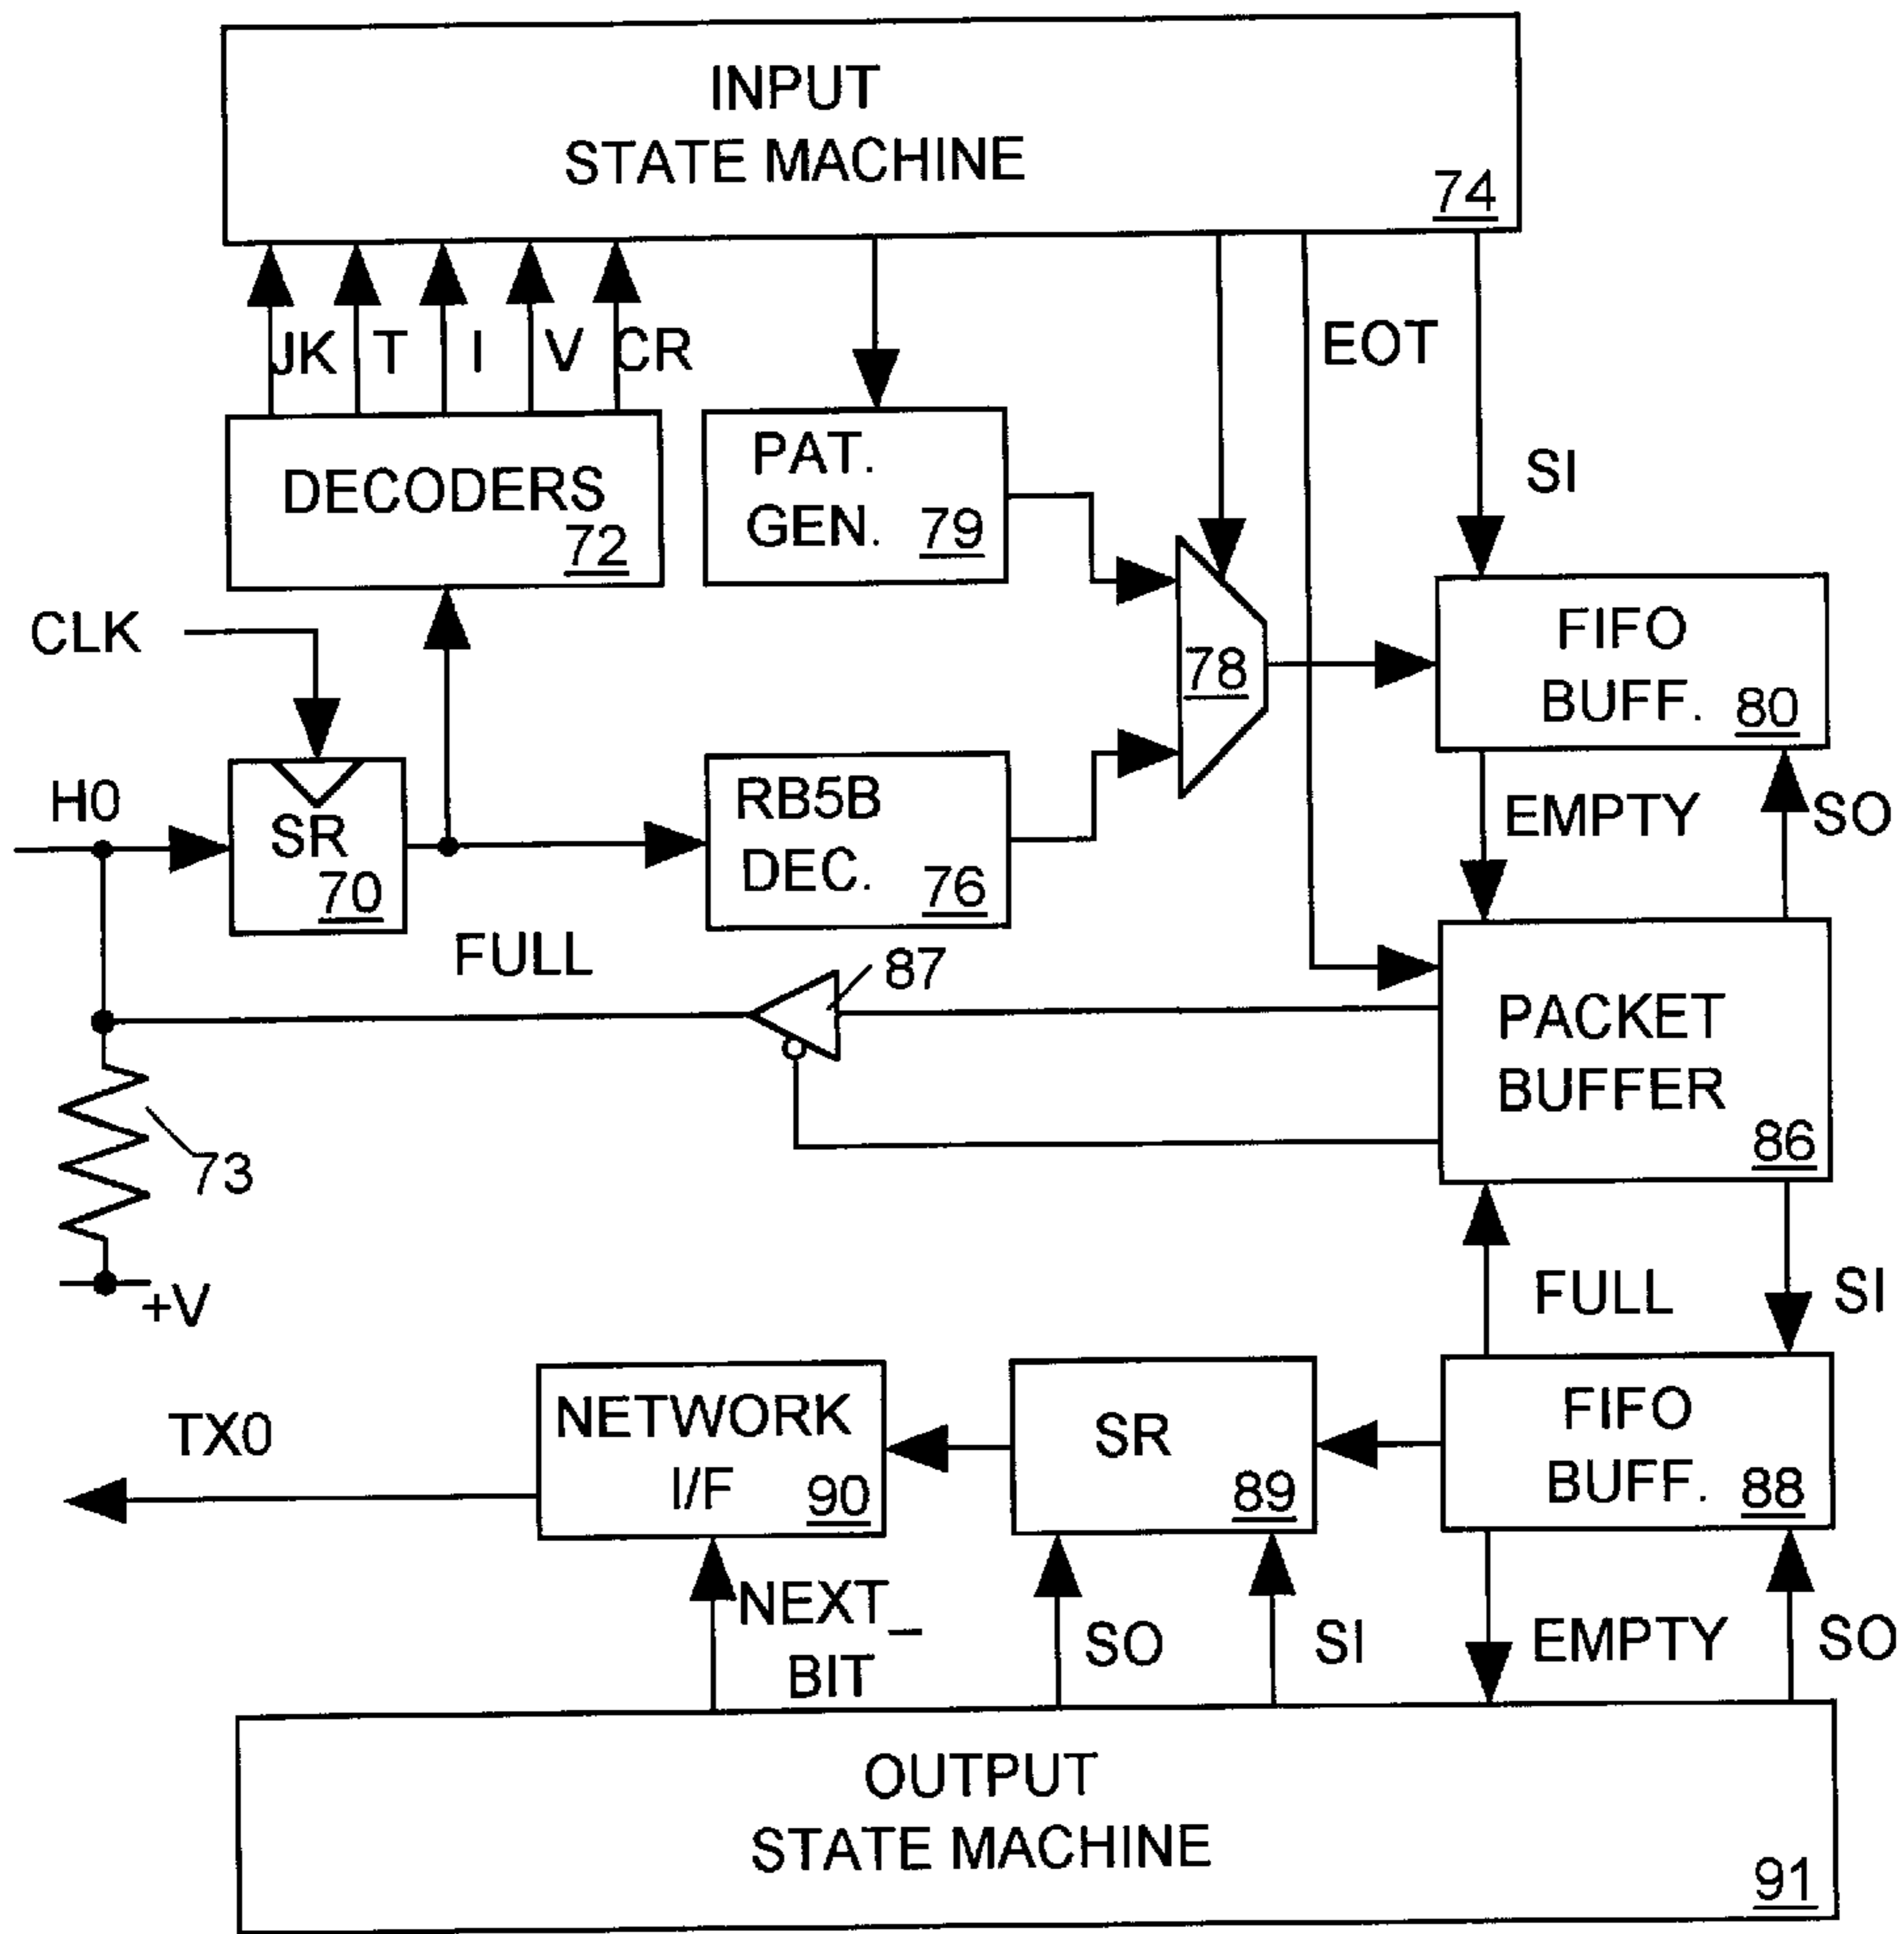 INPUT
STATE MACHINE
74
JK T I V CR
EOT
PAT.
GEN. 79
SI
DECODERS
72
CLK
78
FIFO
BUFF. 80
H0
SR
70
RB5B
DEC. 76
EMPTY
SO
FULL
87
PACKET
BUFFER
86
73
+V
FULL
SI
TX0
NETWORK
I/F 90
SR
89
FIFO
BUFF. 88
NEXT_
BIT
SO
SI
EMPTY
SO
OUTPUT
STATE MACHINE
91